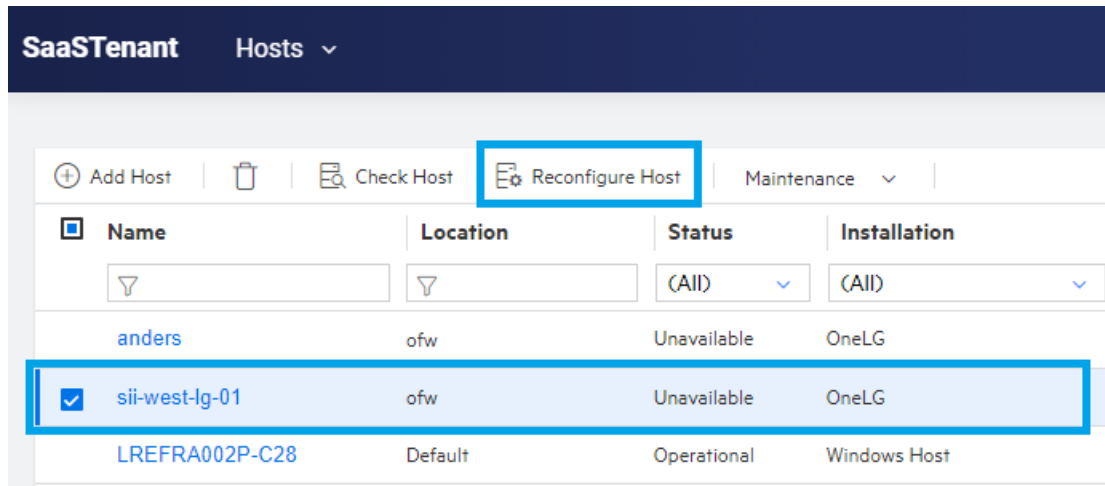 SaaSTenant Hosts
Add Host Check Host Reconfigure Host Maintenance
Name Location Status Installation
(All) (All)
anders ofw Unavailable OneLG
sii-west-lg-01 ofw Unavailable OneLG
LREFRA002P-C28 Default Operational Windows Host